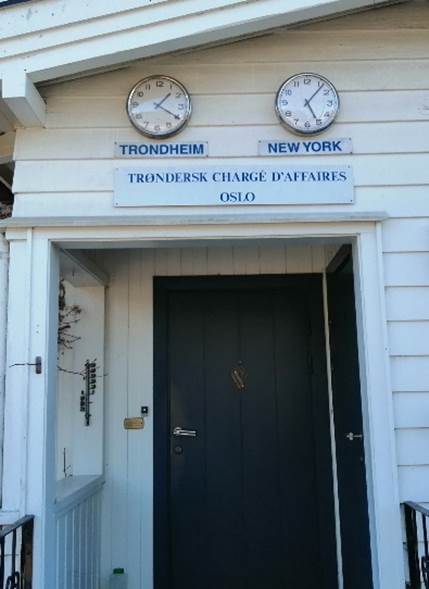 TRONDHEIM
NEW YORK
TRØNDERSK CHARGÉ D'AFFAIRES
OSLO